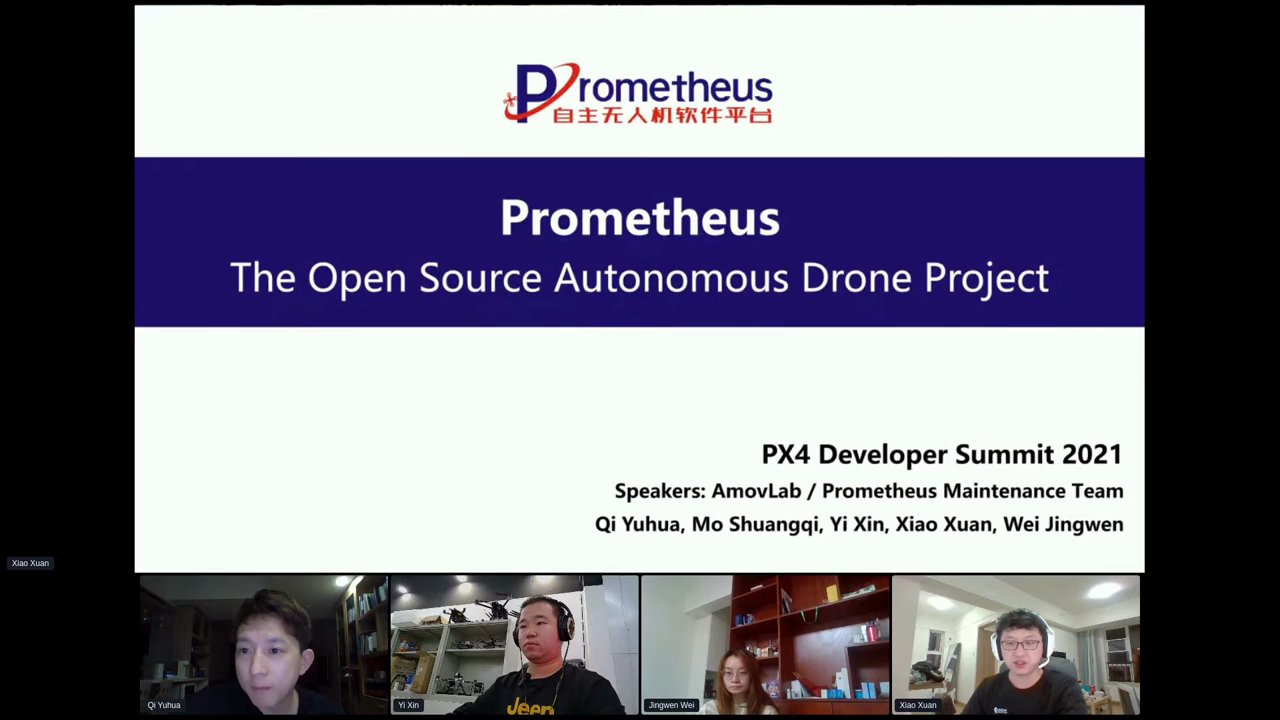 Prometheus
自主无人机软件平台
Prometheus
The Open Source Autonomous Drone Project
PX4 Developer Summit 2021
Speakers: AmovLab / Prometheus Maintenance Team
Qi Yuhua, Mo Shuangqi, Yi Xin, Xiao Xuan, Wei Jingwen
Xiao Xuan
Jeep
Qi Yuhua
Yi Xin
Jingwen Wei
Xiao Xuan